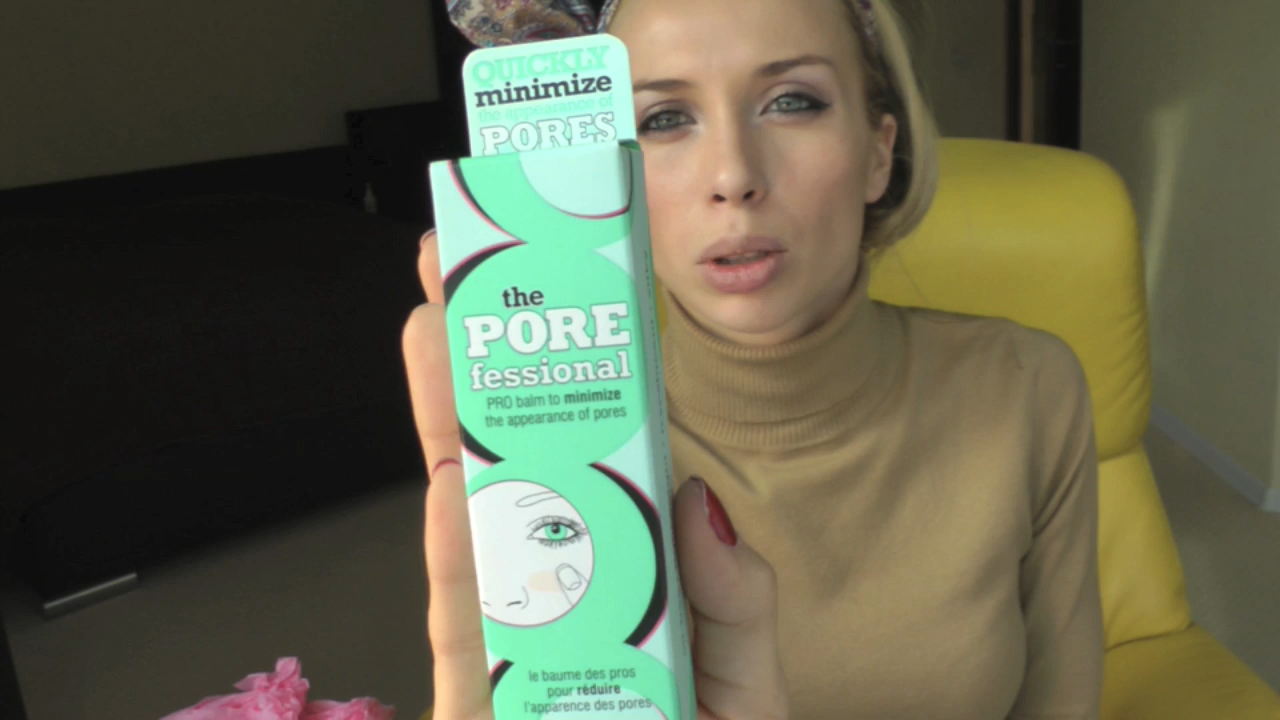 QUICKLY
minimize
the appearance of
PORES
the
PORE
fessional
PRO balm to minimize
the appearance of pores
le baume des pros
pour réduire
l'apparence des pores